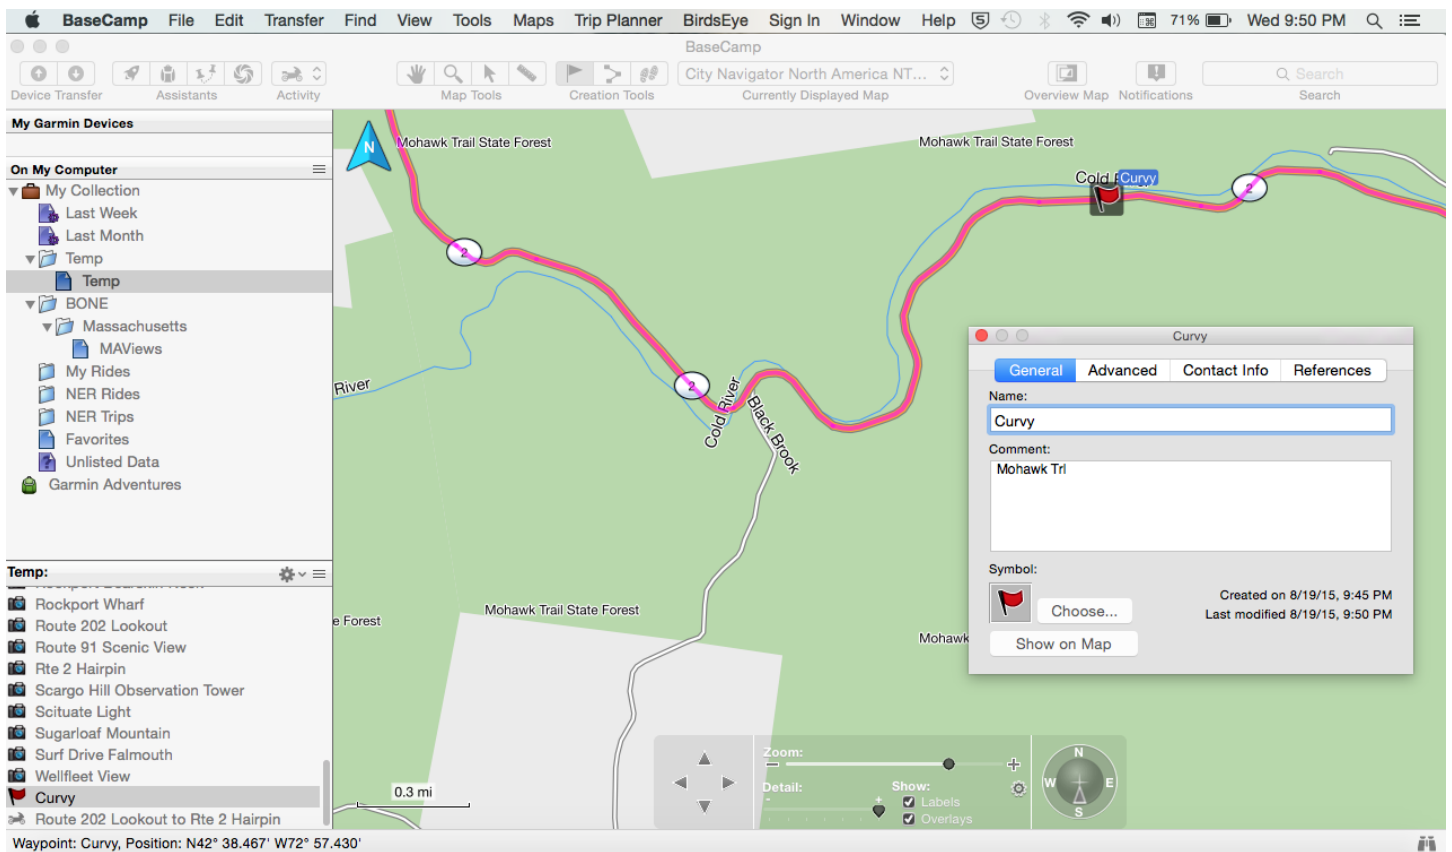 BaseCamp File Edit Transfer Find View Tools Maps Trip Planner BirdsEye Sign In Window Help 71% Wed 9:50 PM
BaseCamp
City Navigator North America NT...
Search
Device Transfer Assistants Activity Map Tools Creation Tools Currently Displayed Map Overview Map Notifications Search
My Garmin Devices
On My Computer
My Collection
Last Week
Last Month
Temp
Temp
BONE
Massachusetts
MAViews
My Rides
NER Rides
NER Trips
Favorites
Unlisted Data
Garmin Adventures
Temp:
Rockport Wharf
Route 202 Lookout
Route 91 Scenic View
Rte 2 Hairpin
Scargo Hill Observation Tower
Scituate Light
Sugarloaf Mountain
Surf Drive Falmouth
Wellfleet View
Curvy
Route 202 Lookout to Rte 2 Hairpin
Waypoint: Curvy, Position: N42° 38.467' W72° 57.430'
N
Mohawk Trail State Forest
Mohawk Trail State Forest
Cold
Curvy
2
2
2
River
Cold River
Black Brook
Mohawk Trail State Forest
e Forest
Mohawk
0.3 mi
Curvy
General Advanced Contact Info References
Name:
Curvy
Comment:
Mohawk Trl
Symbol:
Choose...
Created on 8/19/15, 9:45 PM
Last modified 8/19/15, 9:50 PM
Show on Map
Zoom:
Detail:
Show:
Labels
Overlays
N
W E
S